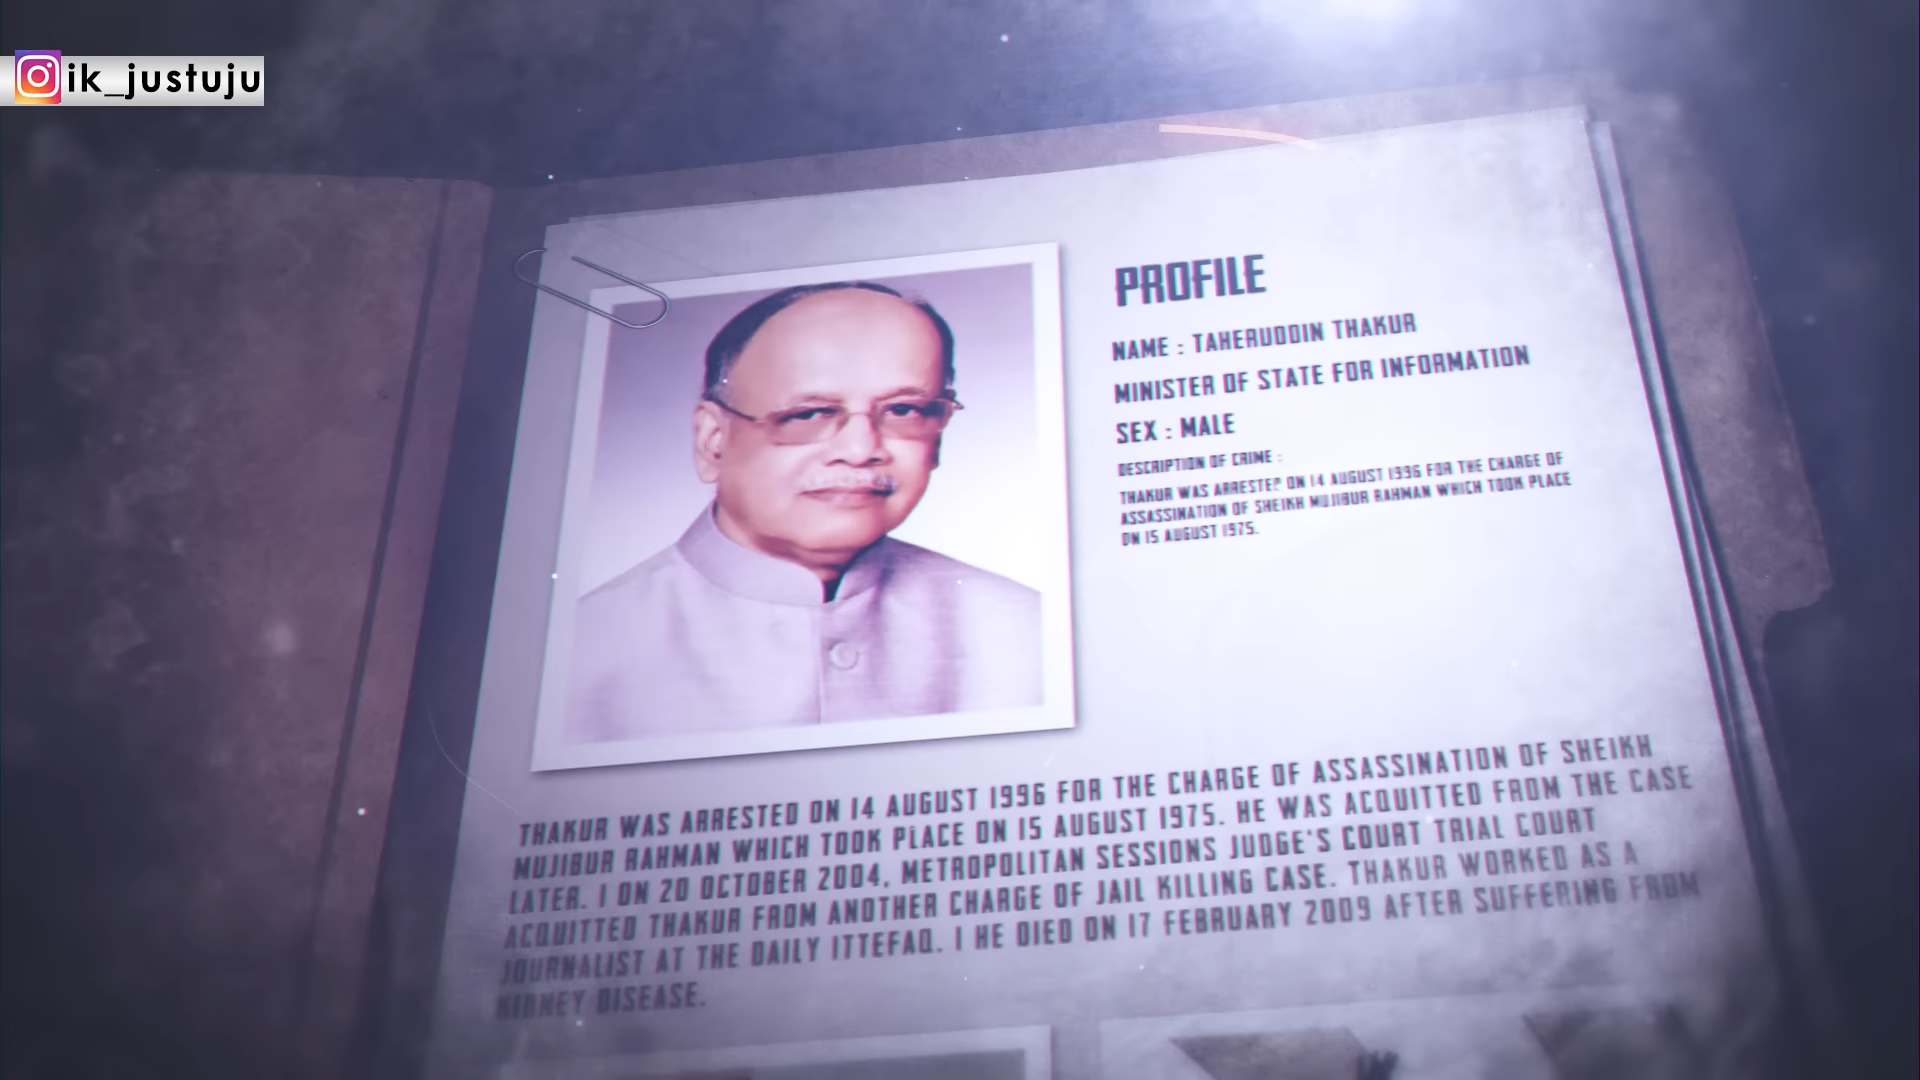 ik_justuju
PROFILE
NAME : TAHERUDDIN THAKUR
MINISTER OF STATE FOR INFORMATION
SEX : MALE
DESCRIPTION OF CRIME :
THAKUR WAS ARRESTED ON 14 AUGUST 1996 FOR THE CHARGE OF
ASSASSINATION OF SHEIKH MUJIBUR RAHMAN WHICH TOOK PLACE
ON 15 AUGUST 1975.
THAKUR WAS ARRESTED ON 14 AUGUST 1996 FOR THE CHARGE OF ASSASSINATION OF SHEIKH
MUJIBUR RAHMAN WHICH TOOK PLACE ON 15 AUGUST 1975. HE WAS ACQUITTED FROM THE CASE
LATER. I ON 20 OCTOBER 2004, METROPOLITAN SESSIONS JUDGE'S COURT TRIAL COURT
ACQUITTED THAKUR FROM ANOTHER CHARGE OF JAIL KILLING CASE. THAKUR WORKED AS A
JOURNALIST AT THE DAILY ITTEFAQ. I HE DIED ON 17 FEBRUARY 2009 AFTER SUFFERING FROM
KIDNEY DISEASE.